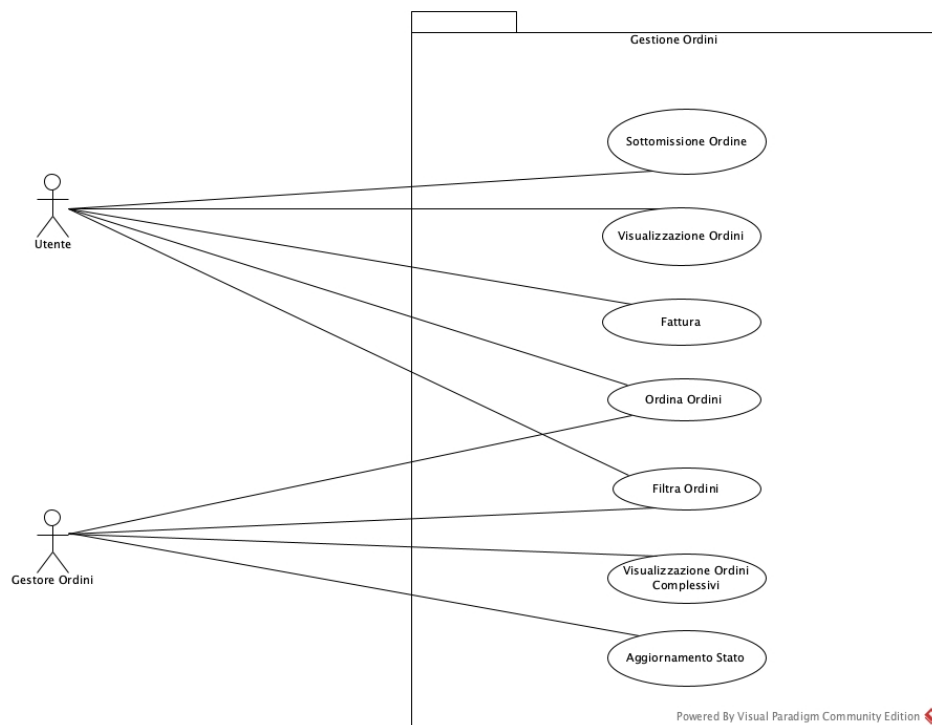 Gestione Ordini
Sottomissione Ordine
Utente
Visualizzazione Ordini
Fattura
Ordina Ordini
Filtra Ordini
Gestore Ordini
Visualizzazione Ordini
Complessivi
Aggiornamento Stato
Powered By Visual Paradigm Community Edition